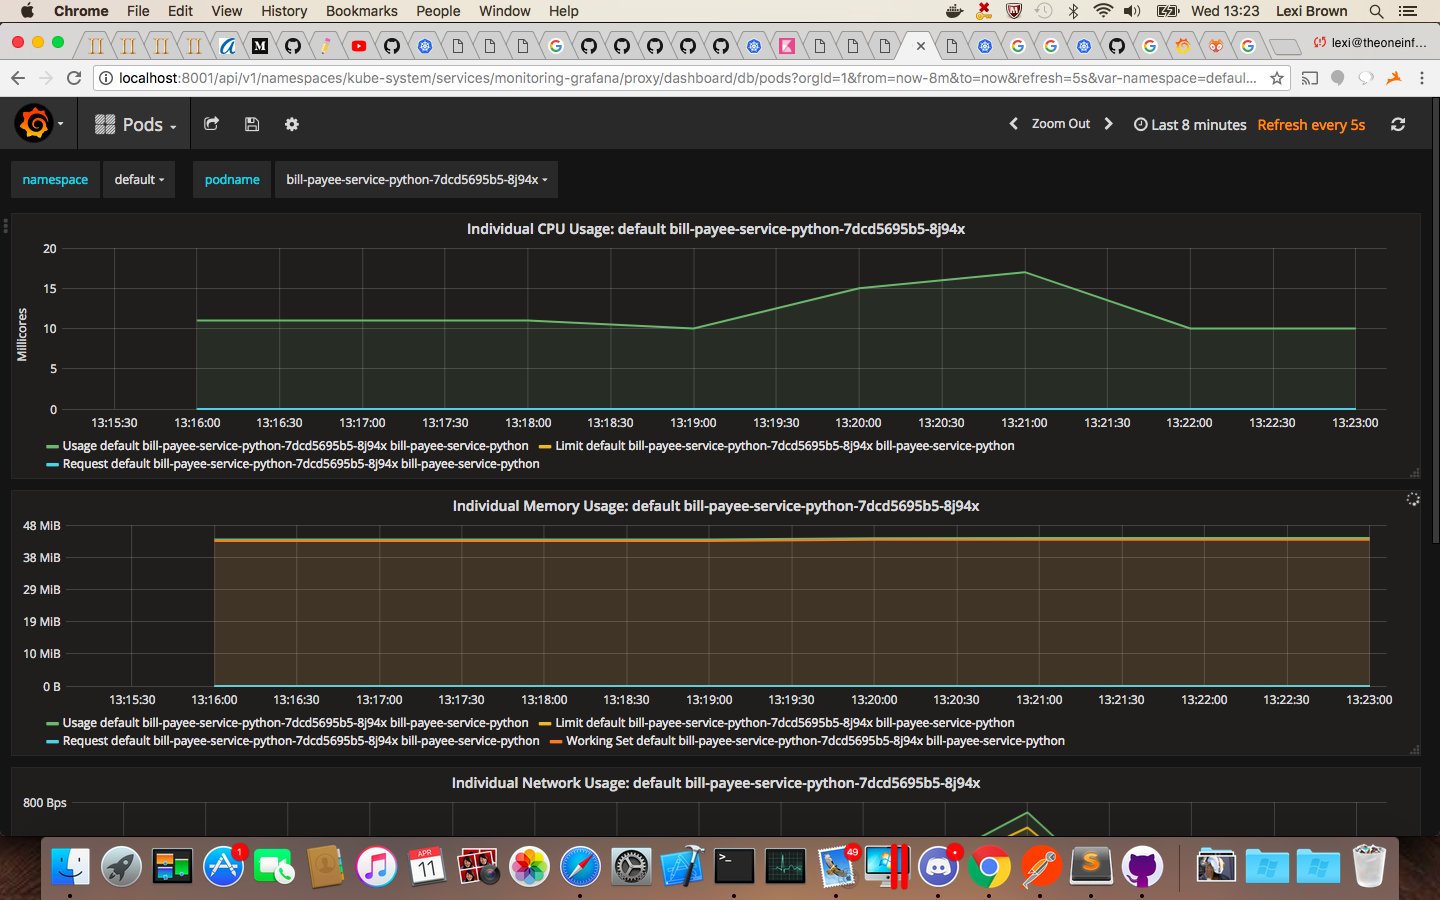 Chrome File Edit View History Bookmarks People Window Help Wed 13:23 Lexi Brown
lexi@theoneinf...
localhost:8001/api/v1/namespaces/kube-system/services/monitoring-grafana/proxy/dashboard/db/pods?orgId=1&from=now-8m&to=now&refresh=5s&var-namespace=defaul...
Pods Zoom Out Last 8 minutes Refresh every 5s
namespace default podname bill-payee-service-python-7dcd5695b5-8j94x
Individual CPU Usage: default bill-payee-service-python-7dcd5695b5-8j94x
Millicores
20
15
10
5
0
13:15:30 13:16:00 13:16:30 13:17:00 13:17:30 13:18:00 13:18:30 13:19:00 13:19:30 13:20:00 13:20:30 13:21:00 13:21:30 13:22:00 13:22:30 13:23:00
Usage default bill-payee-service-python-7dcd5695b5-8j94x bill-payee-service-python Limit default bill-payee-service-python-7dcd5695b5-8j94x bill-payee-service-python
Request default bill-payee-service-python-7dcd5695b5-8j94x bill-payee-service-python
Individual Memory Usage: default bill-payee-service-python-7dcd5695b5-8j94x
48 MiB
38 MiB
29 MiB
19 MiB
10 MiB
0 B
13:15:30 13:16:00 13:16:30 13:17:00 13:17:30 13:18:00 13:18:30 13:19:00 13:19:30 13:20:00 13:20:30 13:21:00 13:21:30 13:22:00 13:22:30 13:23:00
Usage default bill-payee-service-python-7dcd5695b5-8j94x bill-payee-service-python Limit default bill-payee-service-python-7dcd5695b5-8j94x bill-payee-service-python
Request default bill-payee-service-python-7dcd5695b5-8j94x bill-payee-service-python Working Set default bill-payee-service-python-7dcd5695b5-8j94x bill-payee-service-python
Individual Network Usage: default bill-payee-service-python-7dcd5695b5-8j94x
800 Bps
1
APR
11
49